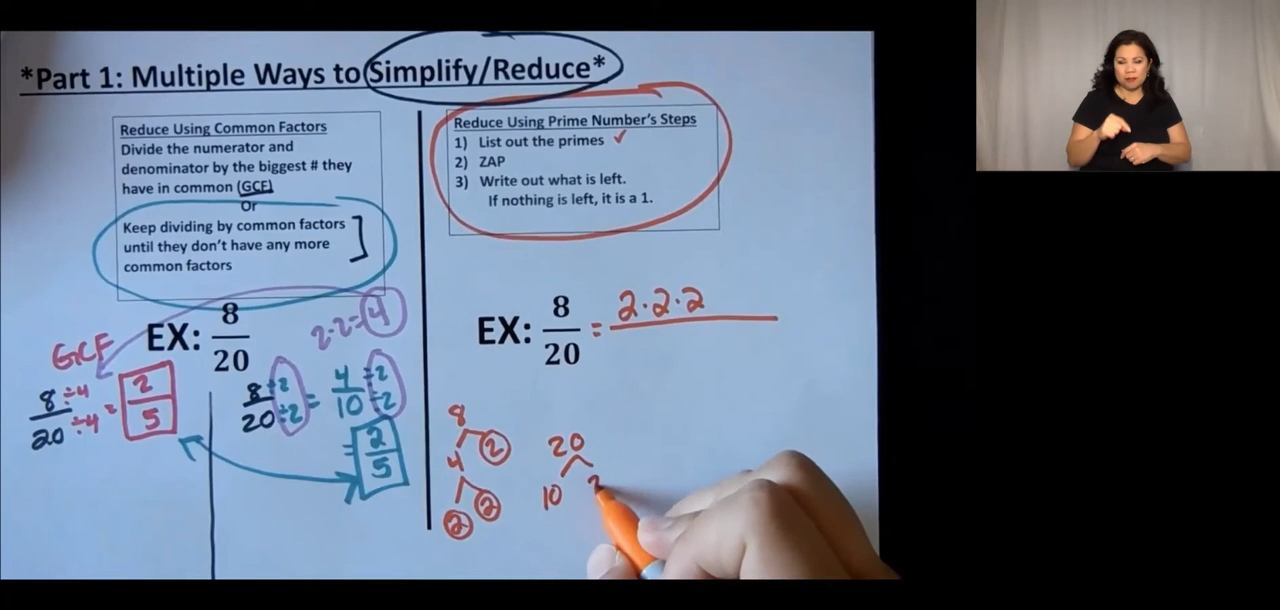 *Part 1: Multiple Ways to Simplify/Reduce*
Reduce Using Common Factors
Divide the numerator and
denominator by the biggest # they
have in common (GCF)
Or
Keep dividing by common factors
until they don't have any more
common factors
EX: 8/20
2·2=4
GCF
8÷4/20÷4 = 2/5
8÷2/20÷2 = 4÷2/10÷2
= 2/5
Reduce Using Prime Number's Steps
1) List out the primes ✓
2) ZAP
3) Write out what is left.
If nothing is left, it is a 1.
EX: 8/20 = 2·2·2
8
4 2
2 2
20
10 2